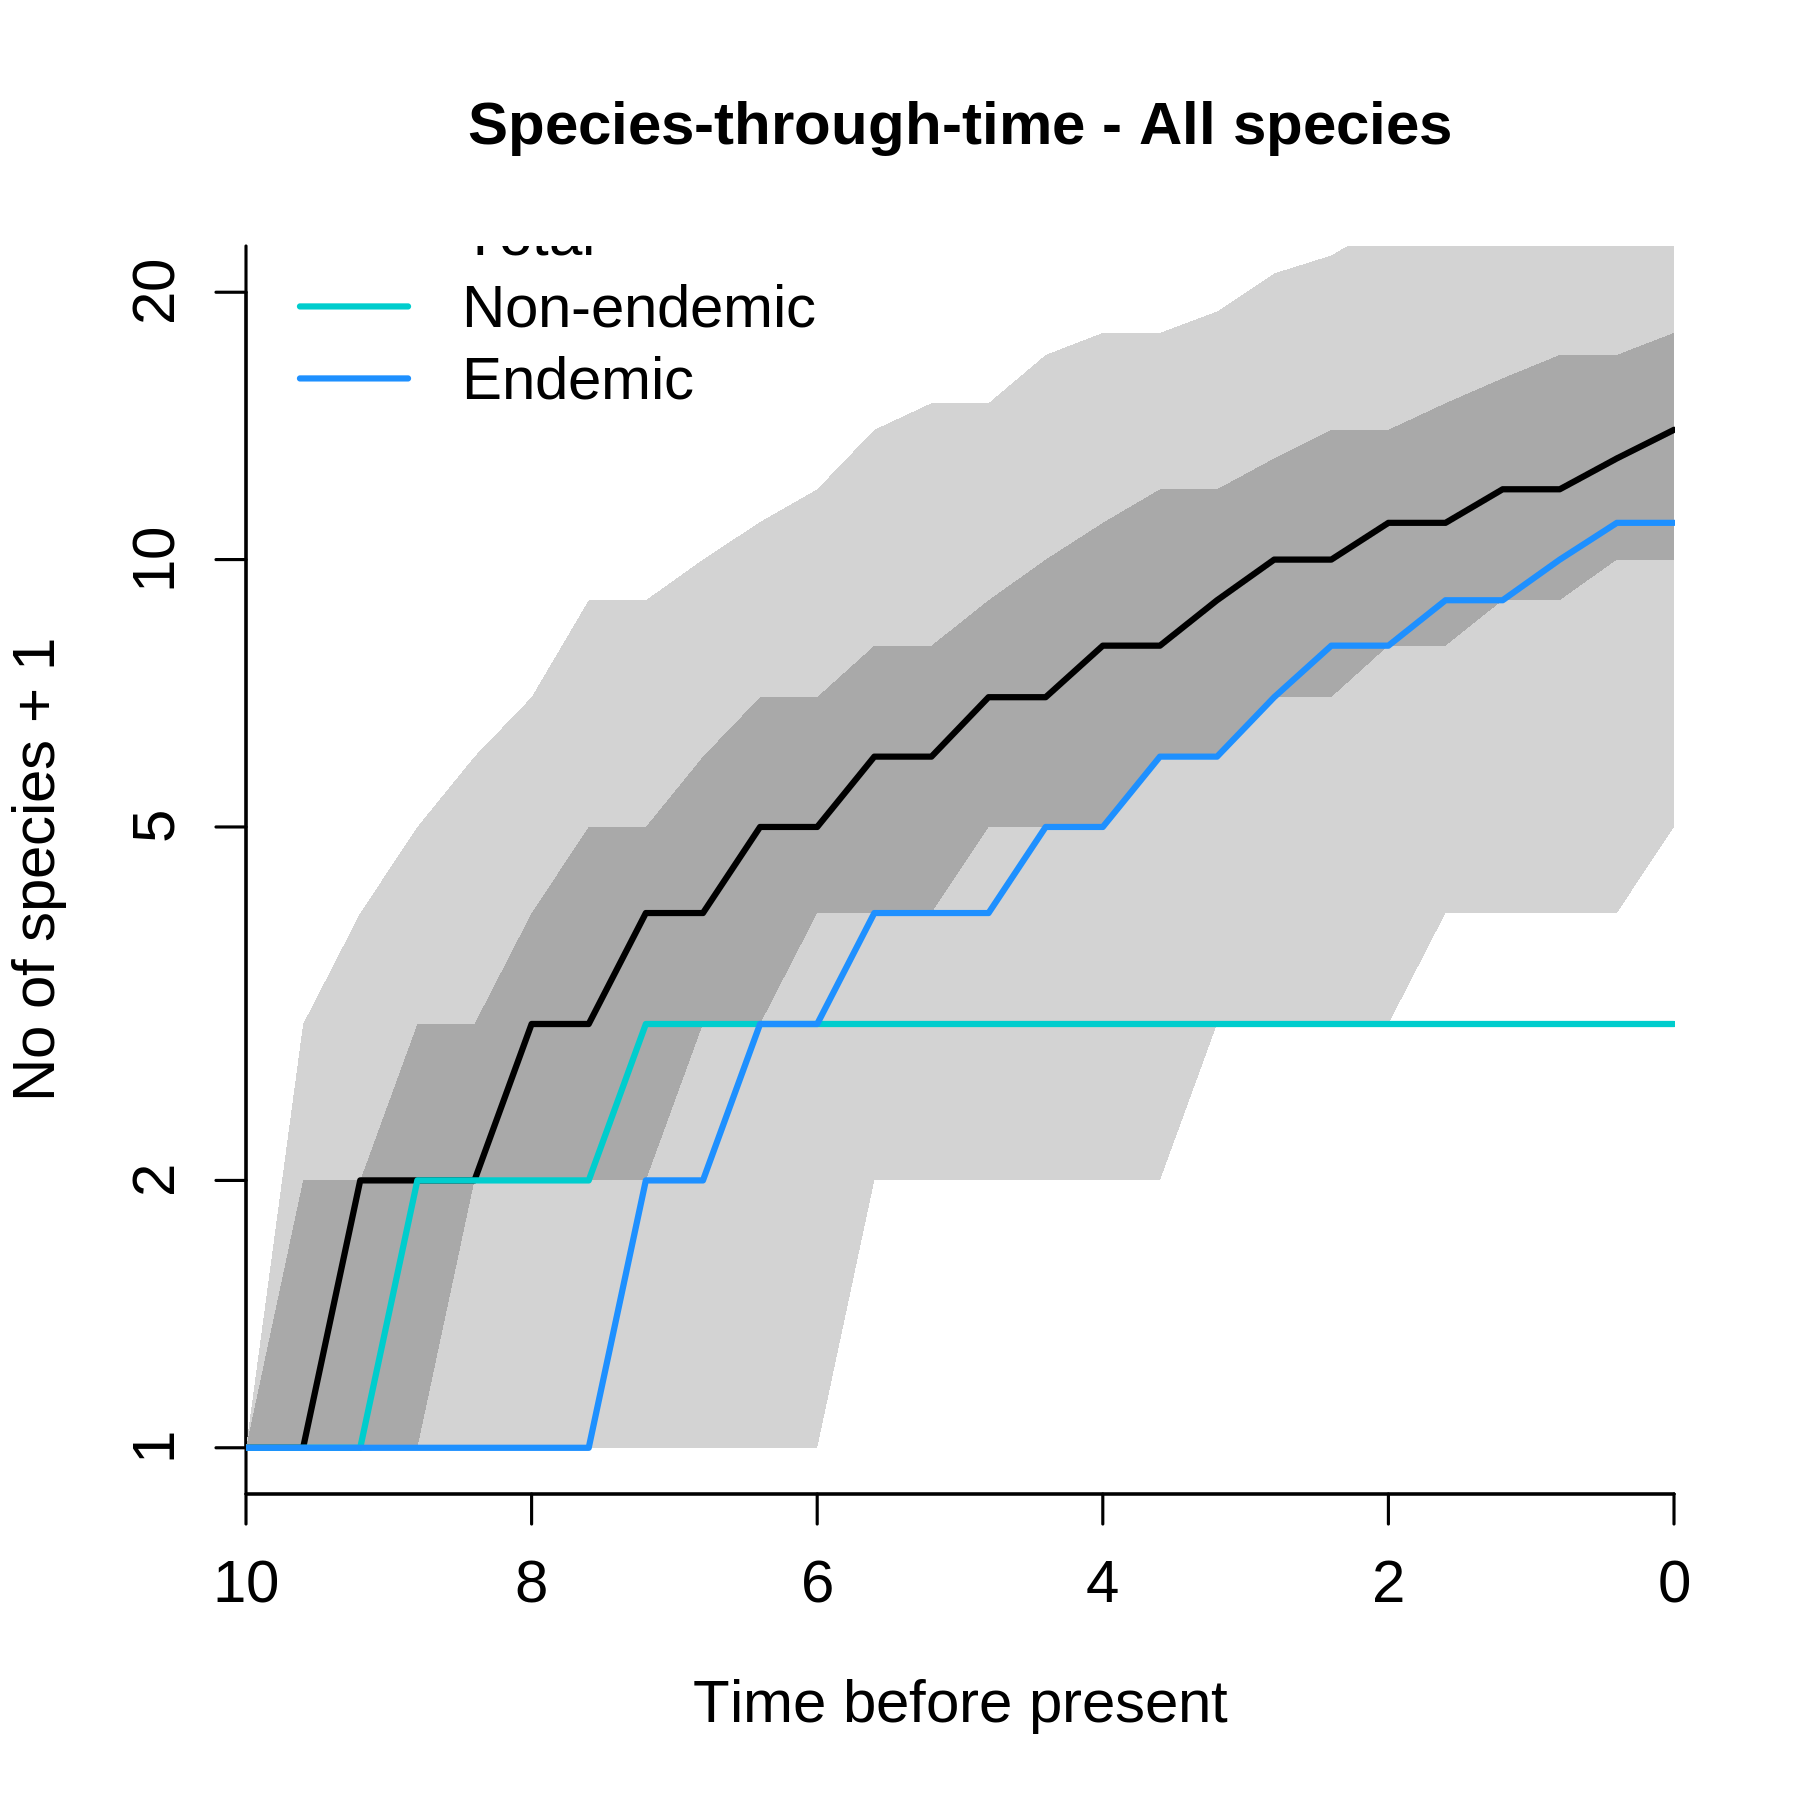 Species-through-time - All species
Total
Non-endemic
Endemic
No of species + 1
20
10
5
2
1
10 8 6 4 2 0
Time before present